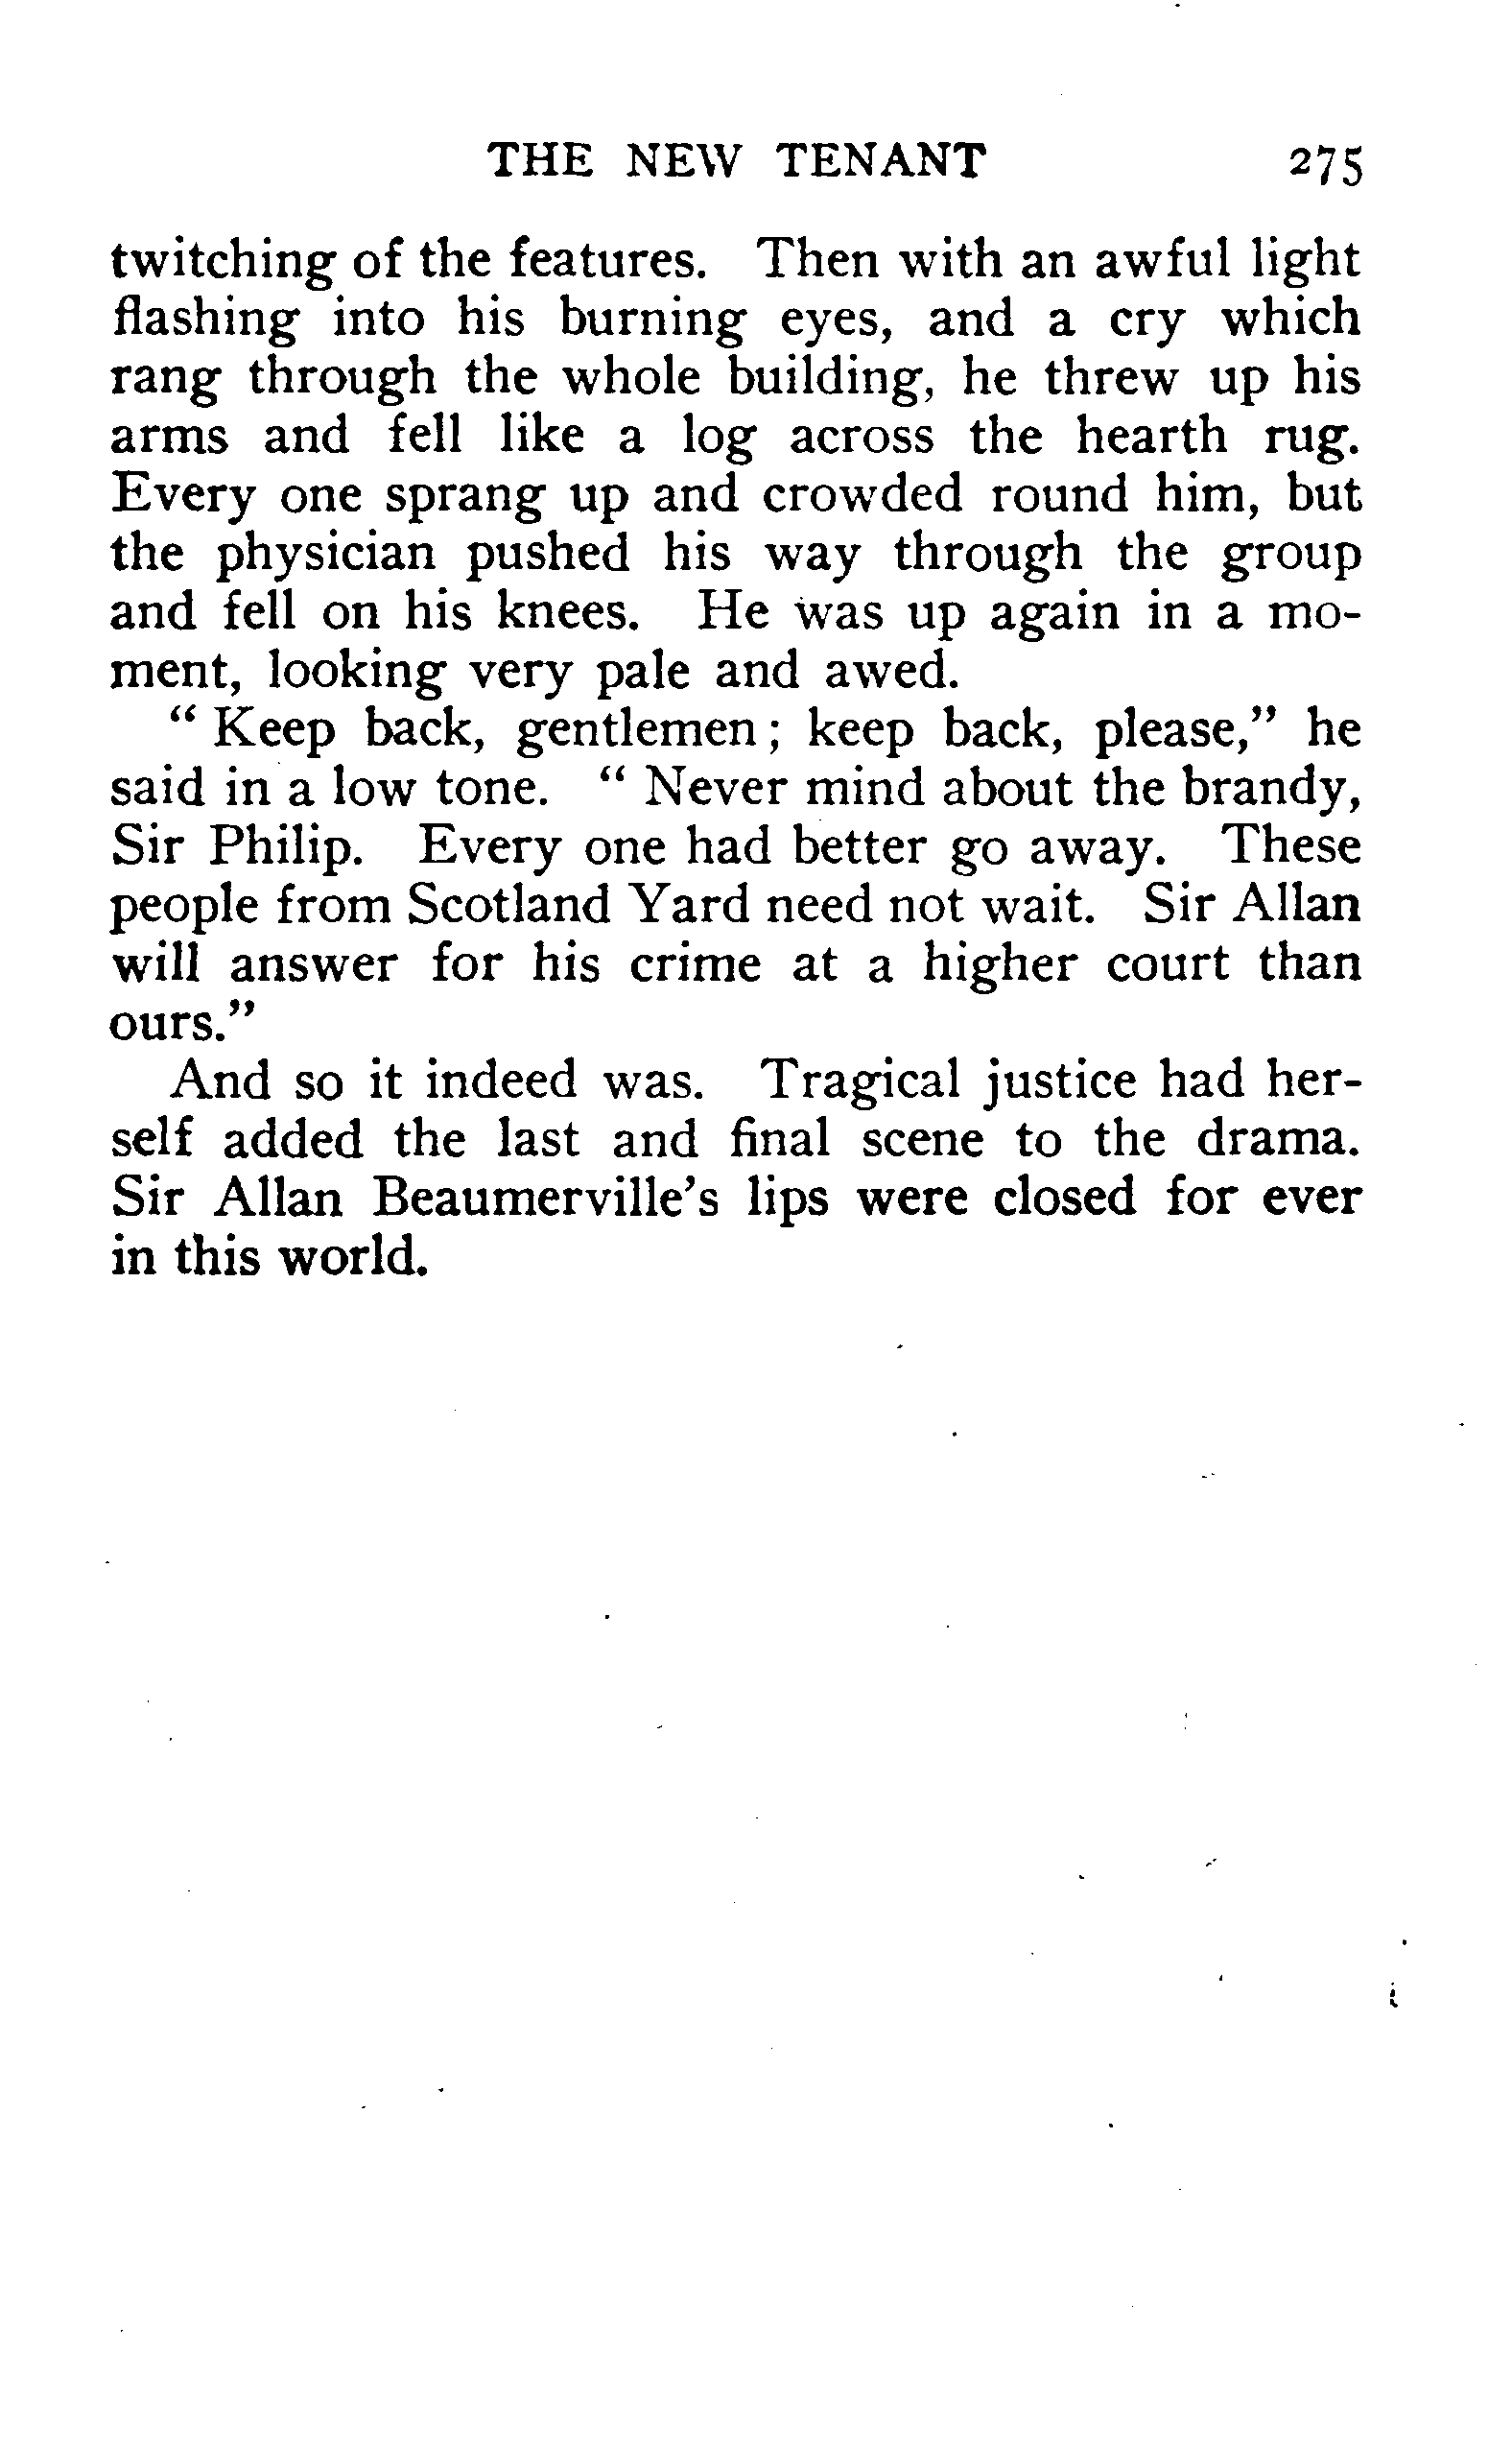 THE NEW TENANT 275
twitching of the features. Then with an awful light
flashing into his burning eyes, and a cry which
rang through the whole building, he threw up his
arms and fell like a log across the hearth rug.
Every one sprang up and crowded round him, but
the physician pushed his way through the group
and fell on his knees. He was up again in a mo-
ment, looking very pale and awed.
“ Keep back, gentlemen ; keep back, please,” he
said in a low tone. “ Never mind about the brandy,
Sir Philip. Every one had better go away. These
people from Scotland Yard need not wait. Sir Allan
will answer for his crime at a higher court than
ours.”
And so it indeed was. Tragical justice had her-
self added the last and final scene to the drama.
Sir Allan Beaumerville’s lips were closed for ever
in this world.